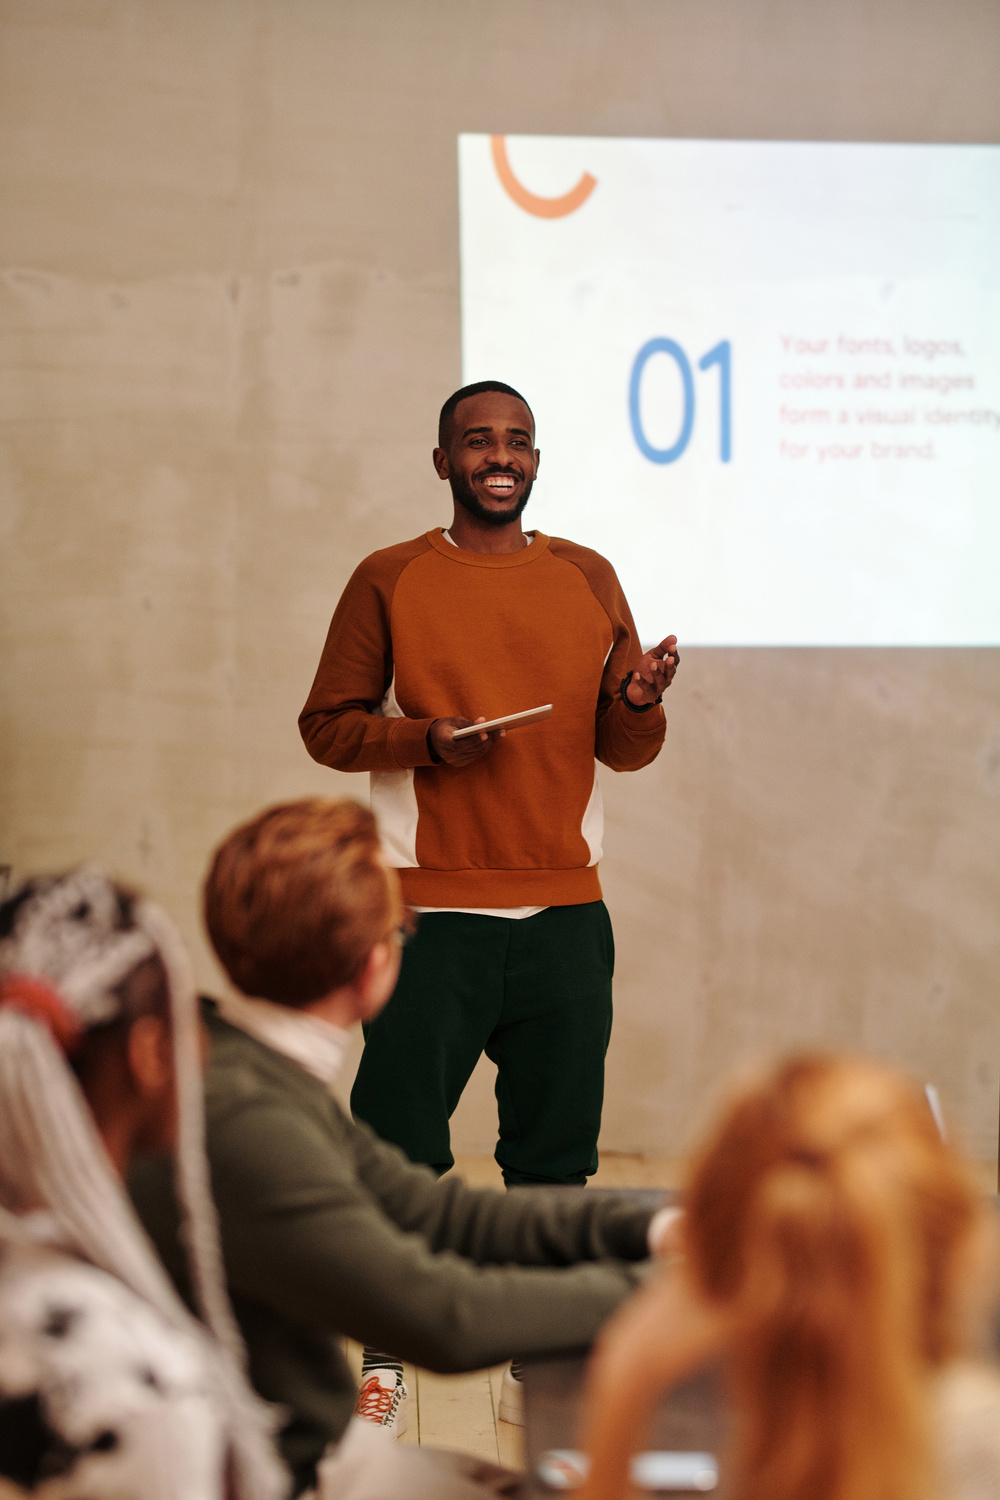 01
Your fonts, logos,
colors and images
form a visual identity
for your brand.